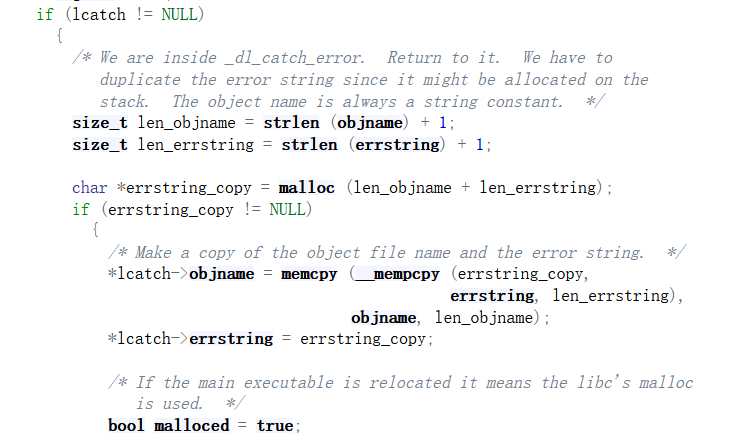 if (lcatch != NULL)
{
/* We are inside _dl_catch_error.  Return to it.  We have to
duplicate the error string since it might be allocated on the
stack.  The object name is always a string constant.  */
size_t len_objname = strlen (objname) + 1;
size_t len_errstring = strlen (errstring) + 1;
char *errstring_copy = malloc (len_objname + len_errstring);
if (errstring_copy != NULL)
{
/* Make a copy of the object file name and the error string.  */
*lcatch->objname = memcpy (__mempcpy (errstring_copy,
errstring, len_errstring),
objname, len_objname);
*lcatch->errstring = errstring_copy;
/* If the main executable is relocated it means the libc's malloc
is used.  */
bool malloced = true;